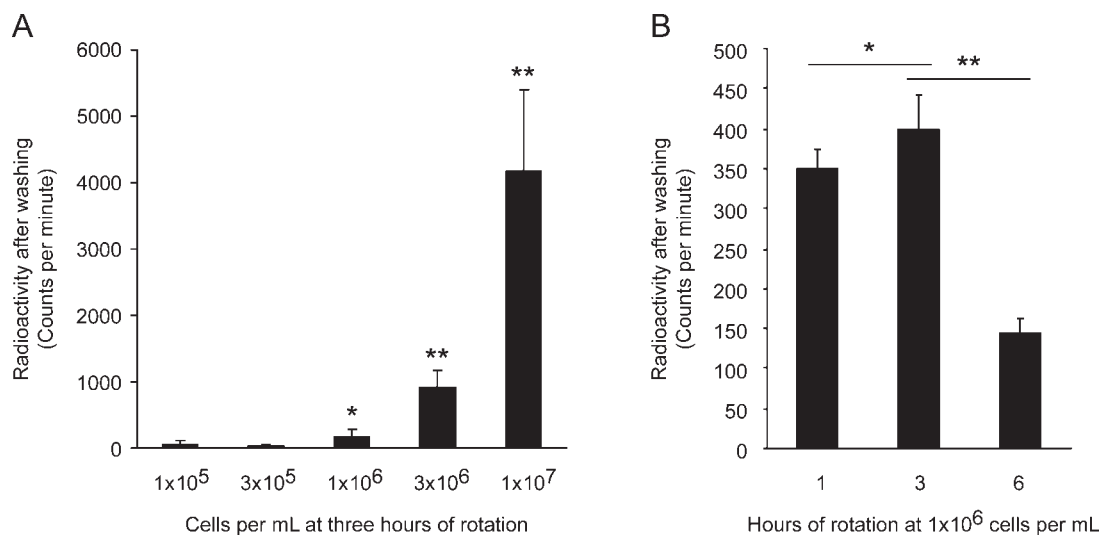 A
Radioactivity after washing
(Counts per minute)
6000
5000
4000
3000
2000
1000
0
*
**
**
1x10⁵
3x10⁵
1x10⁶
3x10⁶
1x10⁷
Cells per mL at three hours of rotation
B
Radioactivity after washing
(Counts per minute)
500
450
400
350
300
250
200
150
100
50
0
*
**
1
3
6
Hours of rotation at 1x10⁶ cells per mL